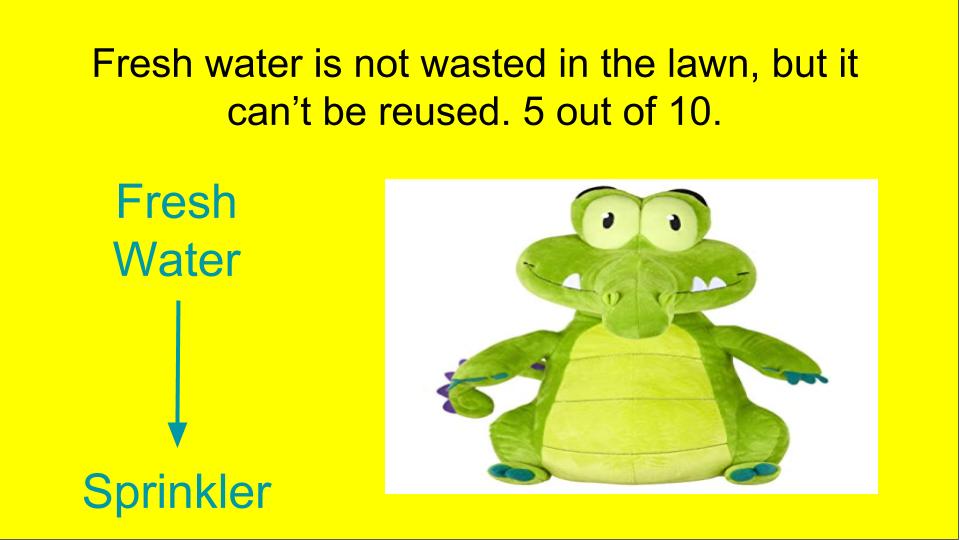 Fresh water is not wasted in the lawn, but it
can’t be reused. 5 out of 10.
Fresh
Water
Sprinkler